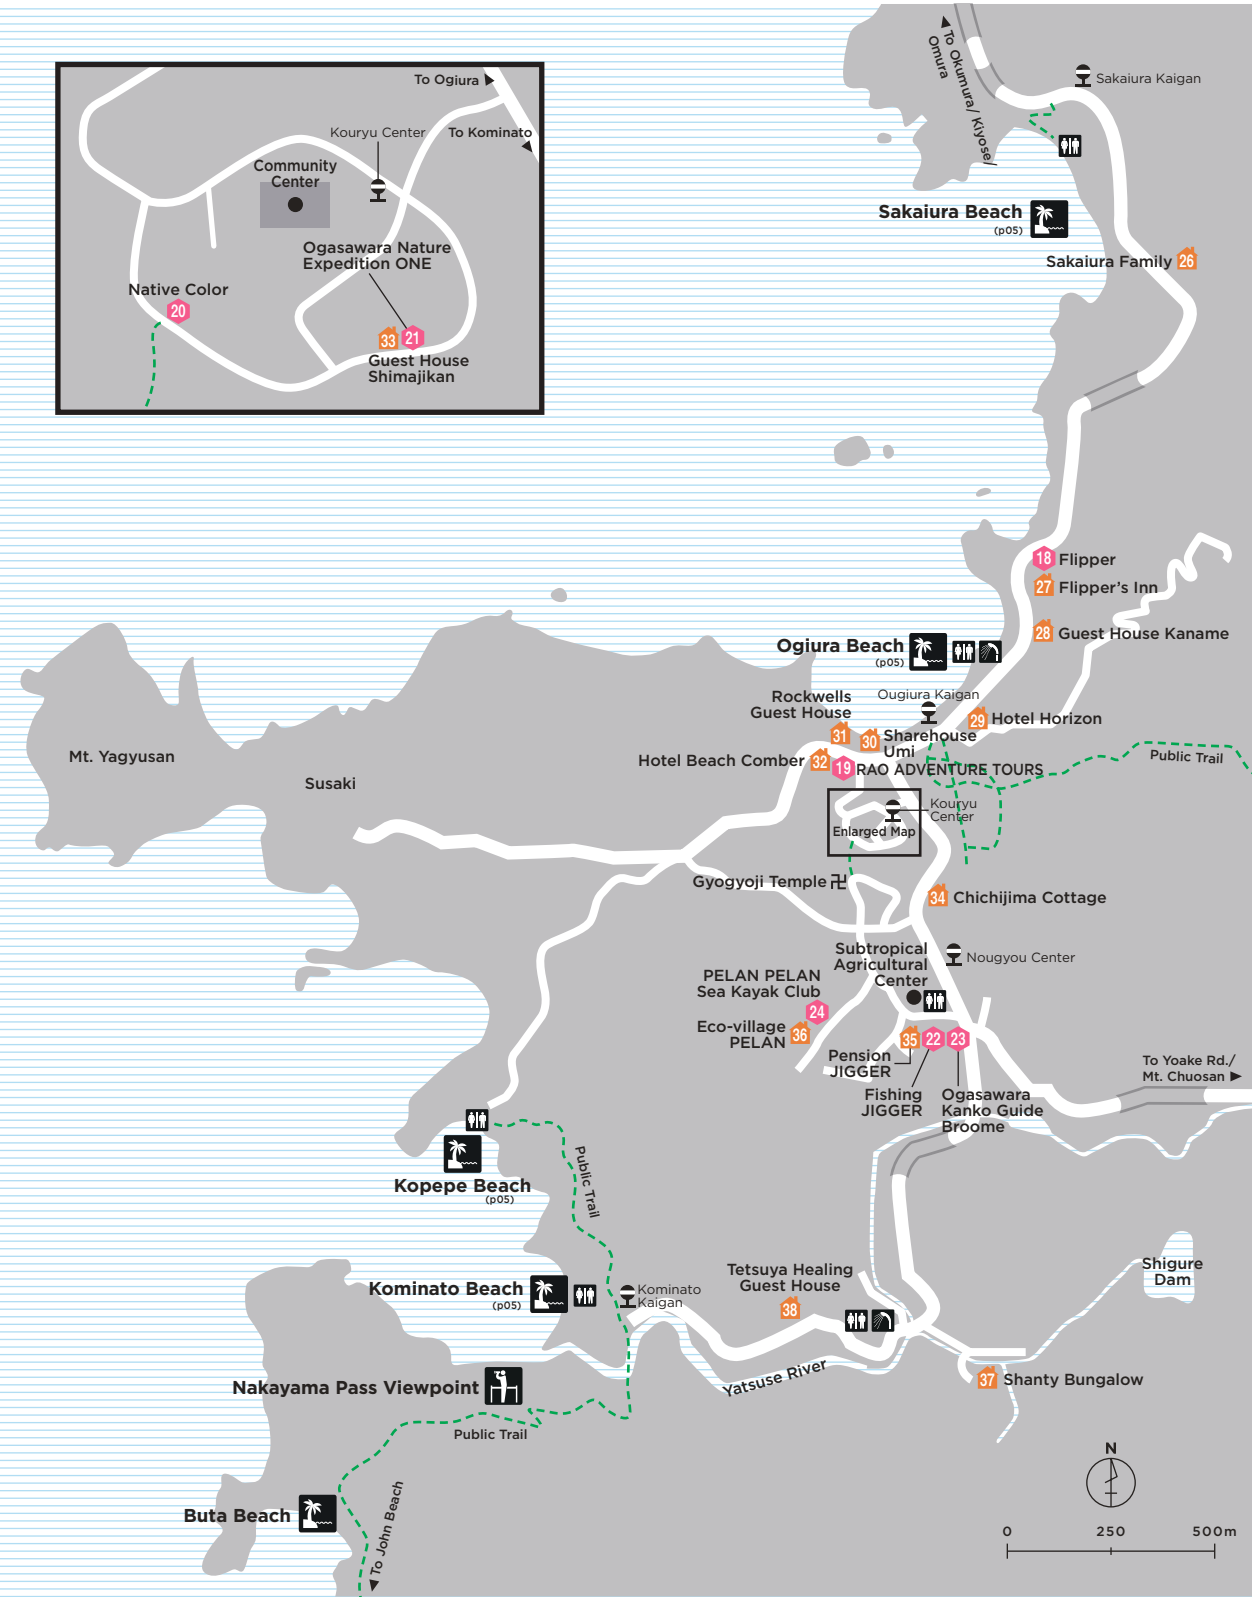 To Okumura/ Kiyose/
Omura
Sakaiura Kaigan
To Ogiura
Kouryu Center
To Kominato
Community
Center
Ogasawara Nature
Expedition ONE
Native Color
20
33
21
Guest House
Shimajikan
Sakaiura Beach
(p05)
Sakaiura Family
26
18
Flipper
27
Flipper’s Inn
28
Guest House Kaname
Ogiura Beach
(p05)
Ougiura Kaigan
Rockwells
Guest House
31
30
Sharehouse
Umi
29
Hotel Horizon
Hotel Beach Comber
32
19
RAO ADVENTURE TOURS
Public Trail
Mt. Yagyusan
Susaki
Kouryu
Center
Enlarged Map
Gyogyoji Temple
卍
34
Chichijima Cottage
Subtropical
Agricultural
Center
Nougyou Center
PELAN PELAN
Sea Kayak Club
24
Eco-village
PELAN
36
35
22
23
Pension
JIGGER
Fishing
JIGGER
Ogasawara
Kanko Guide
Broome
To Yoake Rd./
Mt. Chuosan
Kopepe Beach
(p05)
Public Trail
Kominato Beach
(p05)
Kominato
Kaigan
Tetsuya Healing
Guest House
38
Shigure
Dam
Yatsuse River
37
Shanty Bungalow
Nakayama Pass Viewpoint
Public Trail
Buta Beach
To John Beach
N
0
250
500m